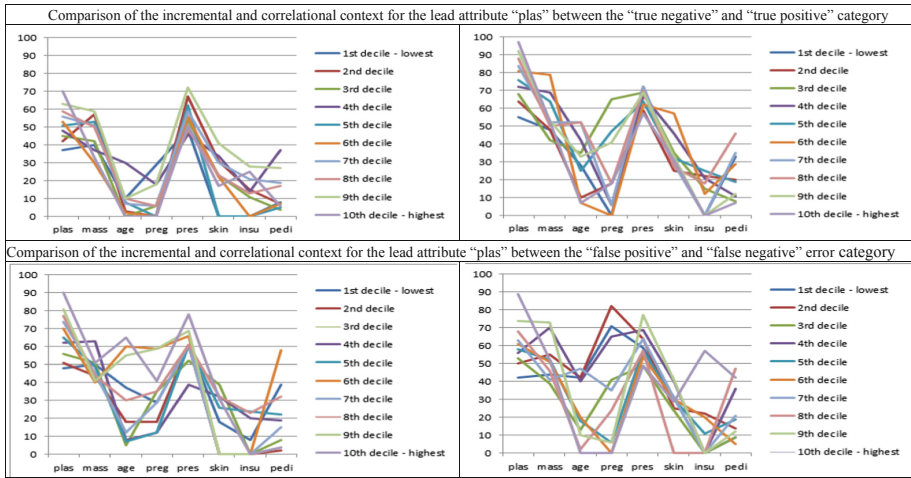 Comparison of the incremental and correlational context for the lead attribute “plas” between the “true negative” and “true positive” category
100
90
80
70
60
50
40
30
20
10
0
plas mass age preg pres skin insu pedi
1st decile - lowest
2nd decile
3rd decile
4th decile
5th decile
6th decile
7th decile
8th decile
9th decile
10th decile - highest
100
90
80
70
60
50
40
30
20
10
0
plas mass age preg pres skin insu pedi
1st decile - lowest
2nd decile
3rd decile
4th decile
5th decile
6th decile
7th decile
8th decile
9th decile
10th decile - highest
Comparison of the incremental and correlational context for the lead attribute “plas” between the “false positive” and “false negative” error category
100
90
80
70
60
50
40
30
20
10
0
plas mass age preg pres skin insu pedi
1st decile - lowest
2nd decile
3rd decile
4th decile
5th decile
6th decile
7th decile
8th decile
9th decile
10th decile - highest
100
90
80
70
60
50
40
30
20
10
0
plas mass age preg pres skin insu pedi
1st decile - lowest
2nd decile
3rd decile
4th decile
5th decile
6th decile
7th decile
8th decile
9th decile
10th decile - highest